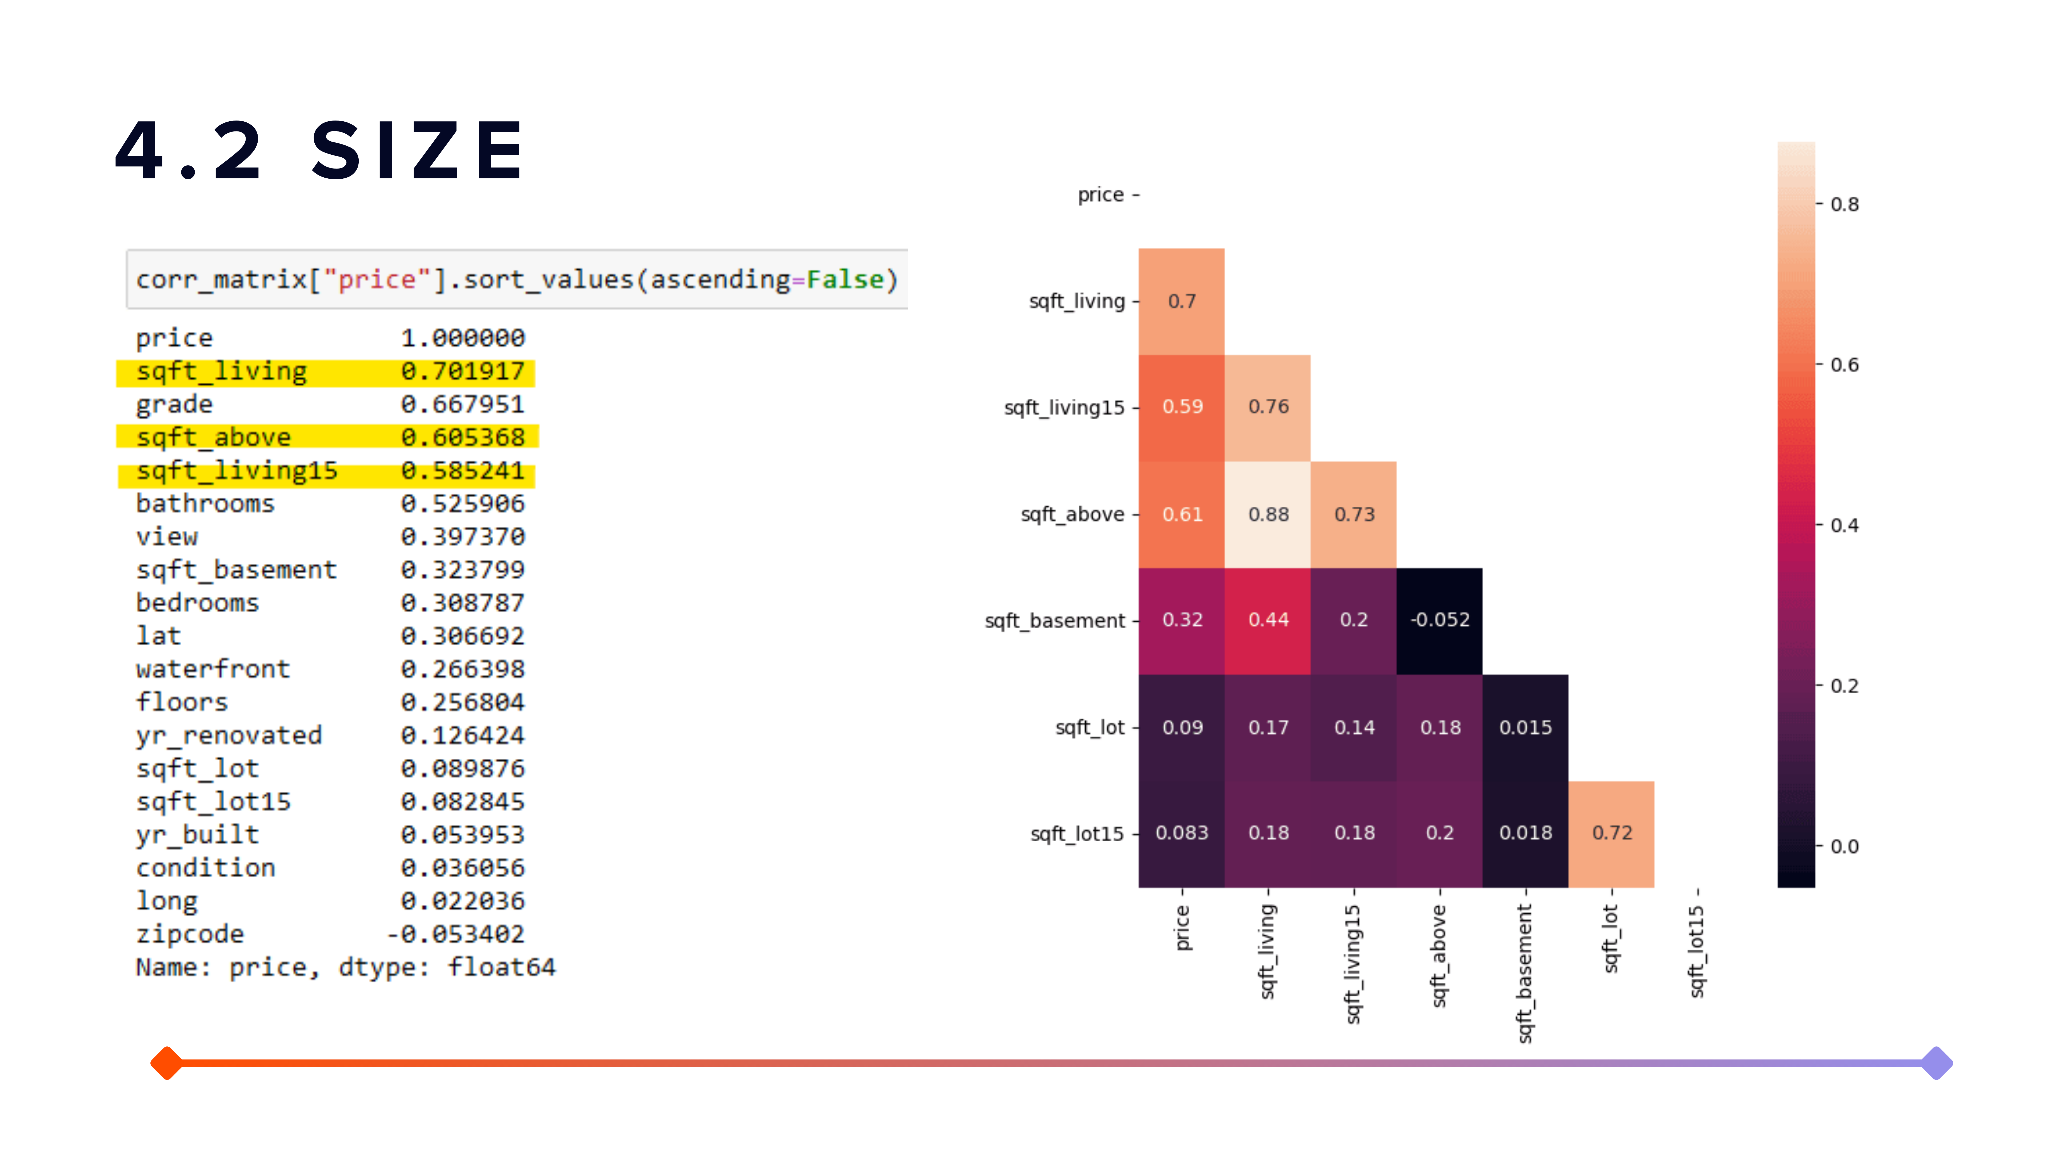 4.2 SIZE
corr_matrix["price"].sort_values(ascending=False)
price 1.000000
sqft_living 0.701917
grade 0.667951
sqft_above 0.605368
sqft_living15 0.585241
bathrooms 0.525906
view 0.397370
sqft_basement 0.323799
bedrooms 0.308787
lat 0.306692
waterfront 0.266398
floors 0.256804
yr_renovated 0.126424
sqft_lot 0.089876
sqft_lot15 0.082845
yr_built 0.053953
condition 0.036056
long 0.022036
zipcode -0.053402
Name: price, dtype: float64
price
sqft_living 0.7
sqft_living15 0.59 0.76
sqft_above 0.61 0.88 0.73
sqft_basement 0.32 0.44 0.2 -0.052
sqft_lot 0.09 0.17 0.14 0.18 0.015
sqft_lot15 0.083 0.18 0.18 0.2 0.018 0.72
price
sqft_living
sqft_living15
sqft_above
sqft_basement
sqft_lot
sqft_lot15
0.8
0.6
0.4
0.2
0.0